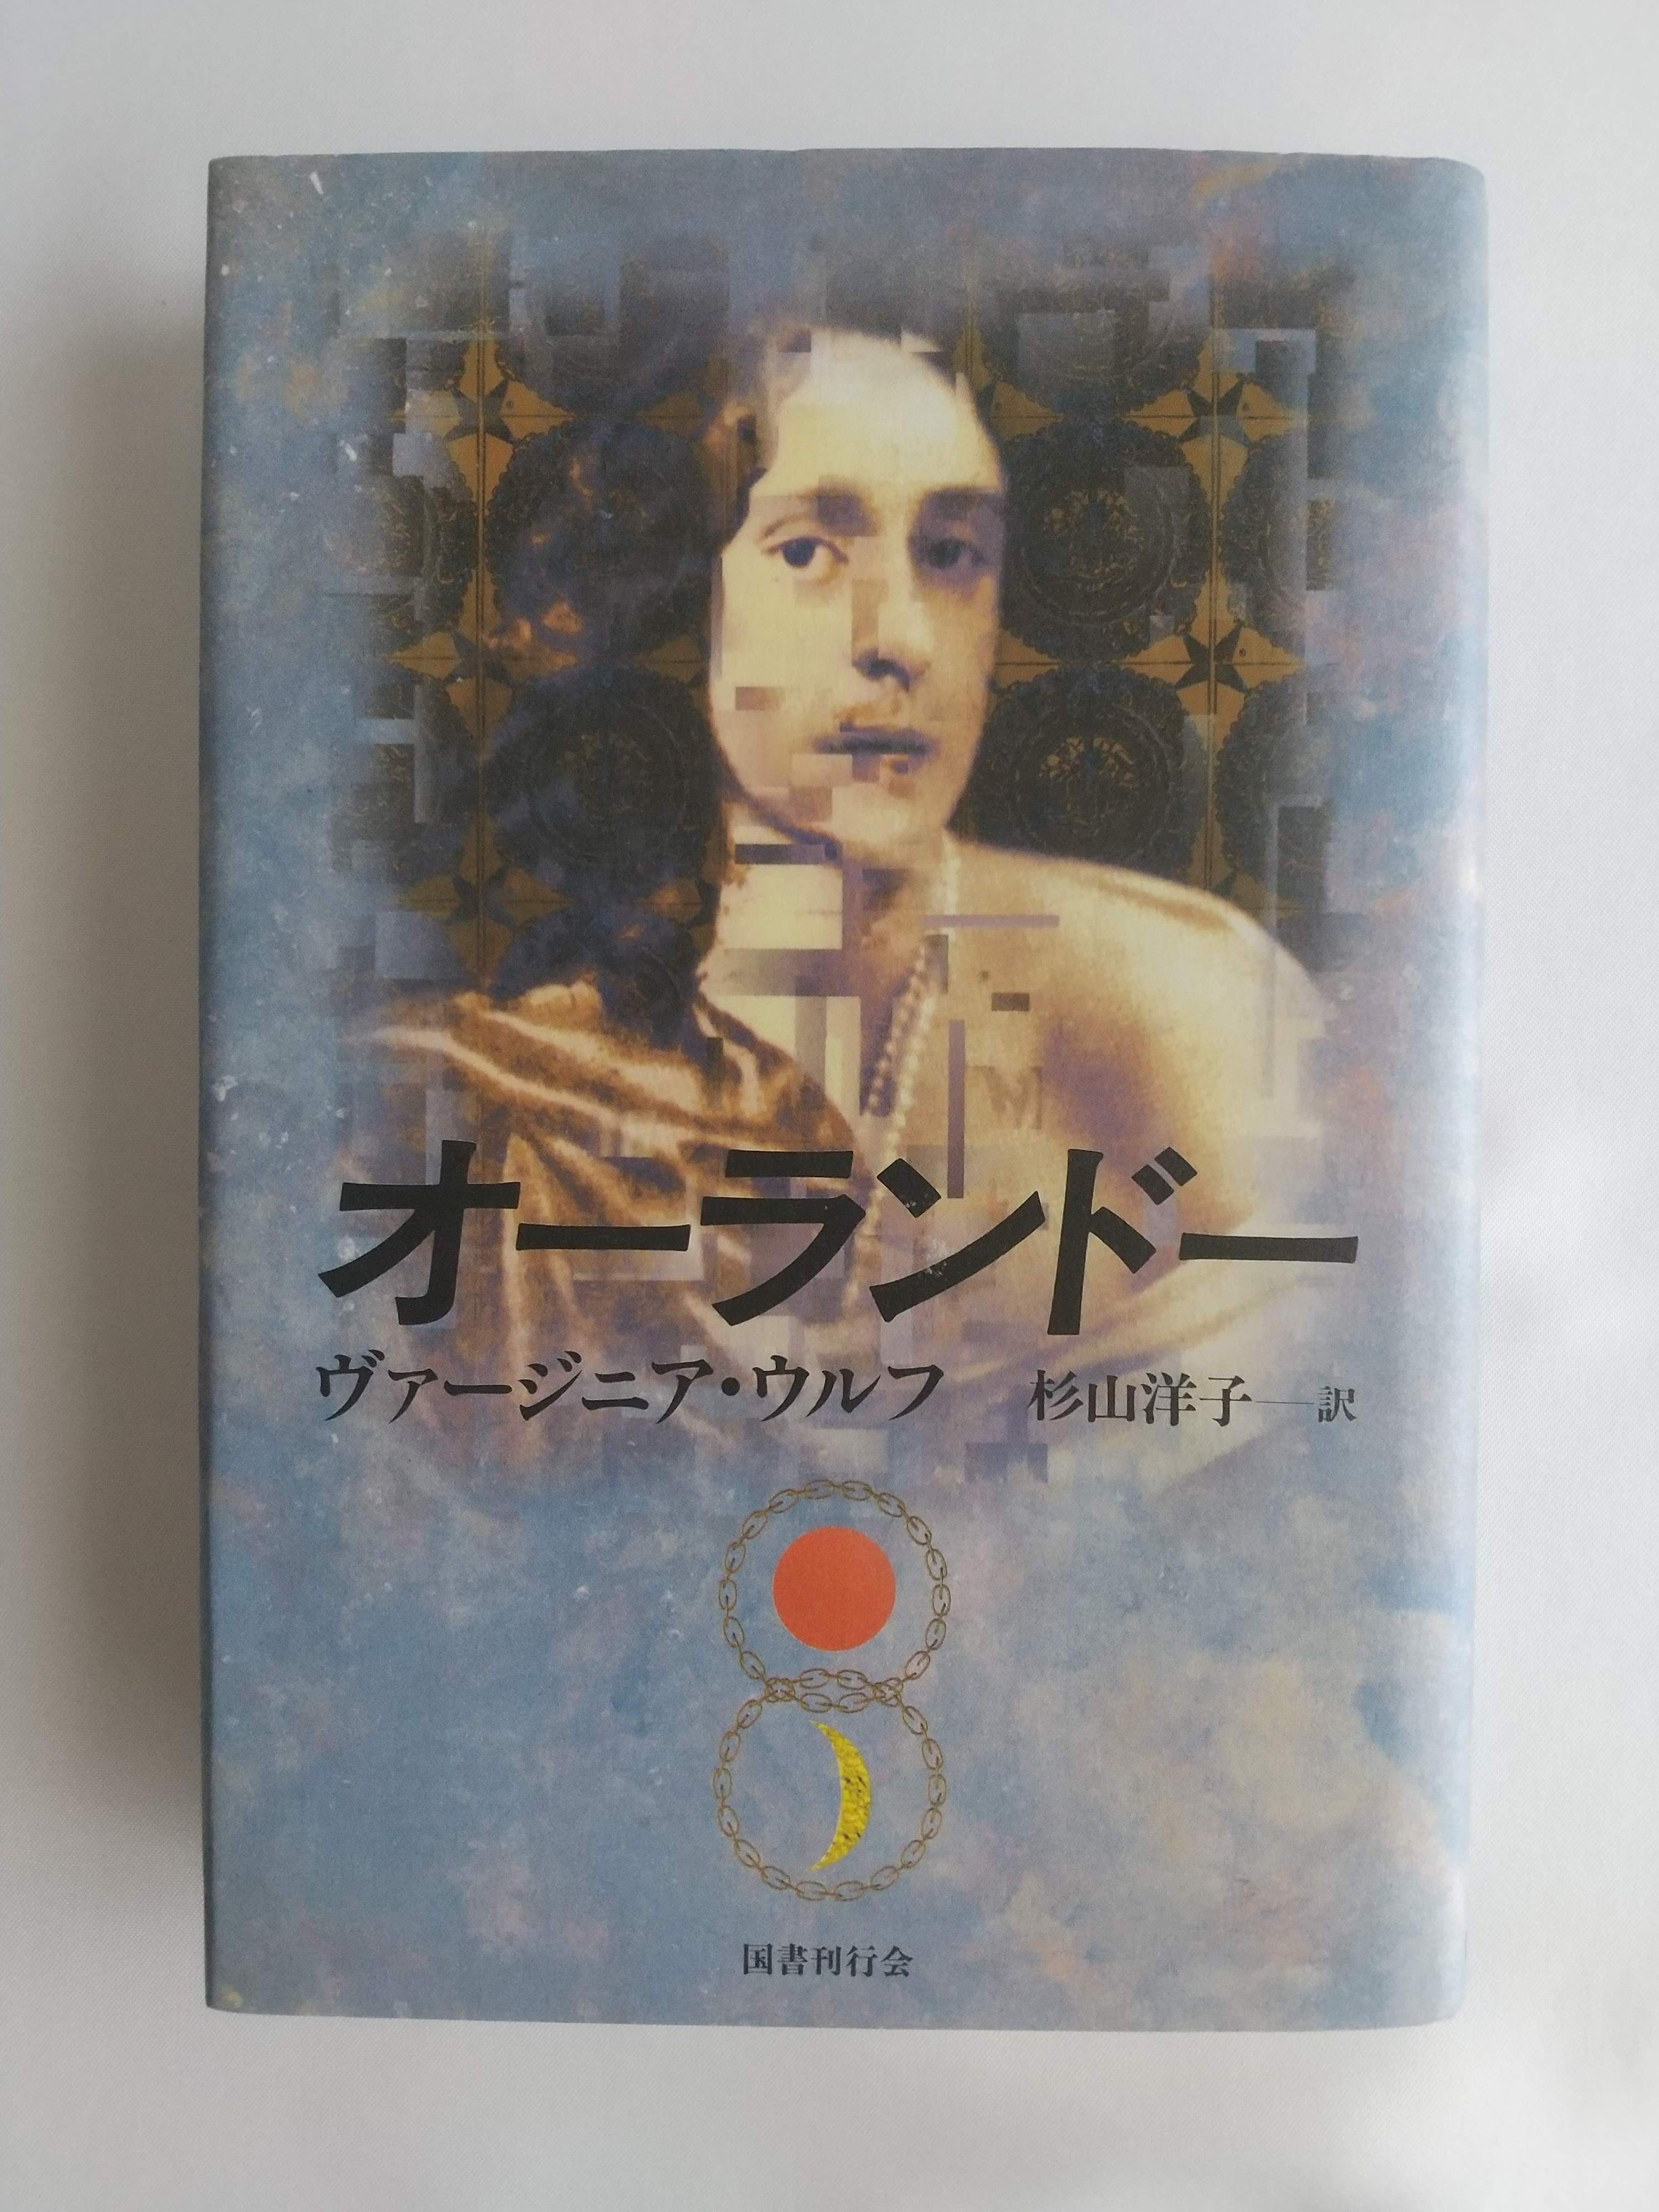 オーランドー
ヴァージニア・ウルフ 杉山洋子──訳
国書刊行会